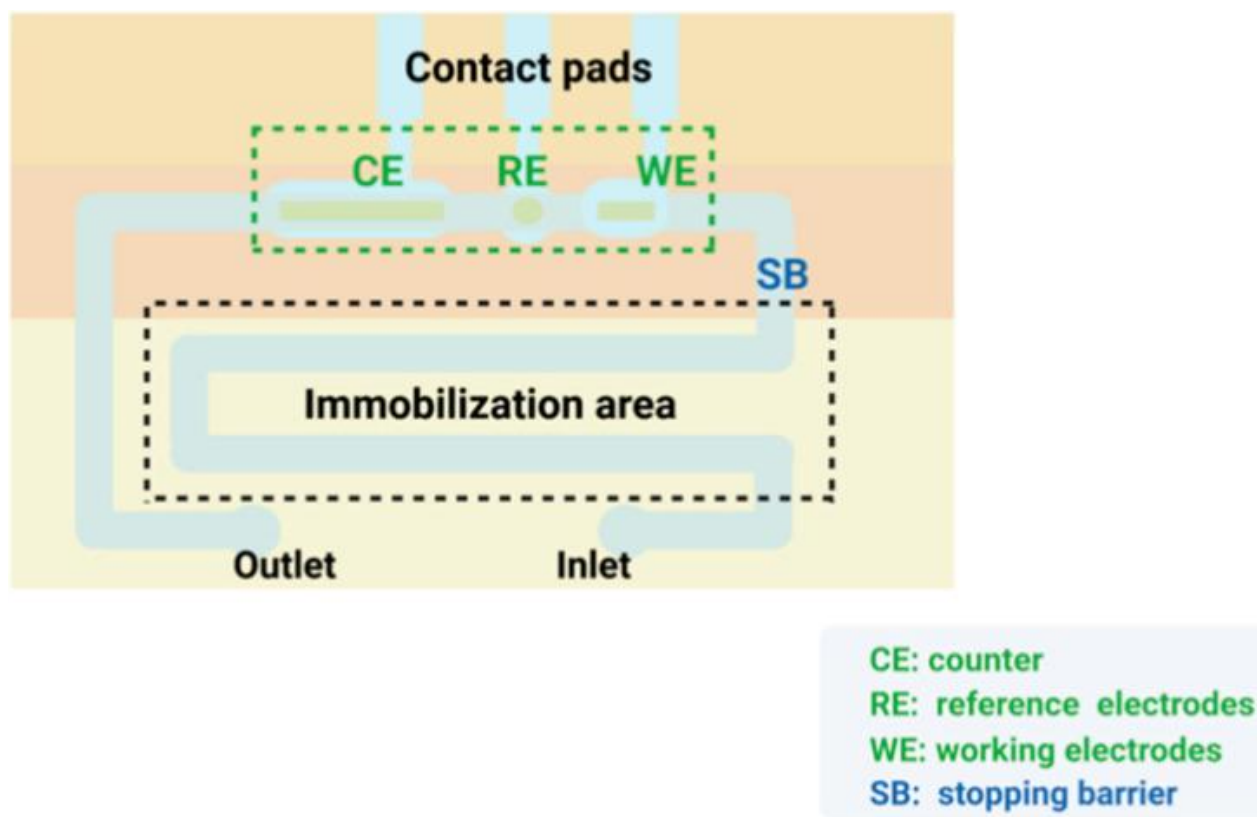 Contact pads
CE RE WE
SB
Immobilization area
Outlet Inlet
CE: counter
RE: reference electrodes
WE: working electrodes
SB: stopping barrier